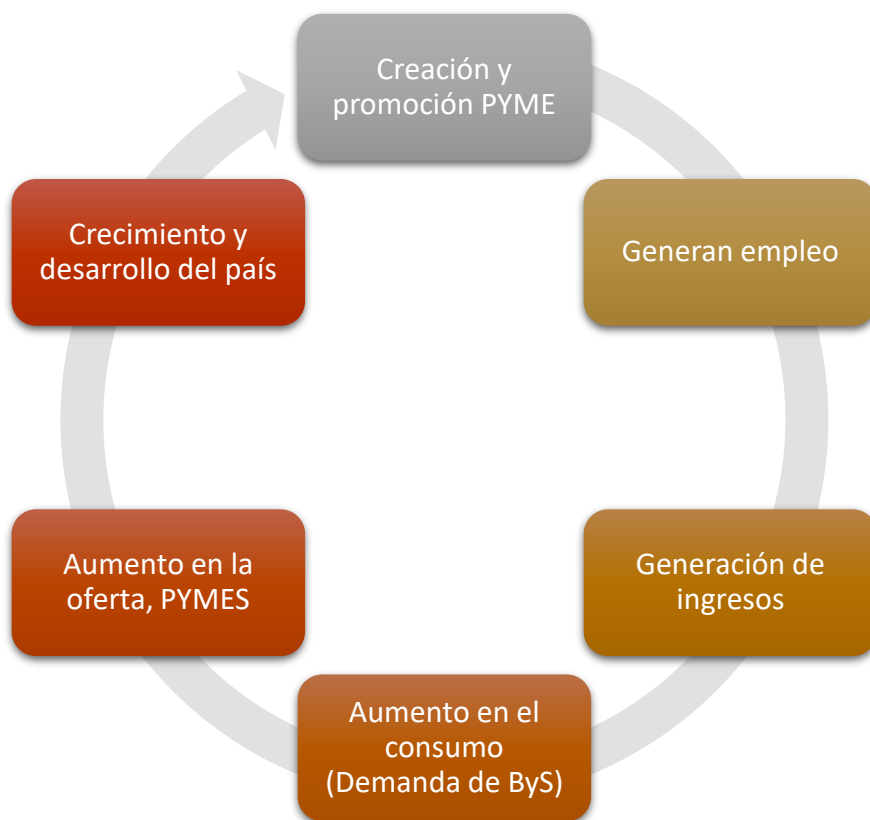 Creación y
promoción PYME
Generan empleo
Generación de
ingresos
Aumento en el
consumo
(Demanda de ByS)
Aumento en la
oferta, PYMES
Crecimiento y
desarrollo del país